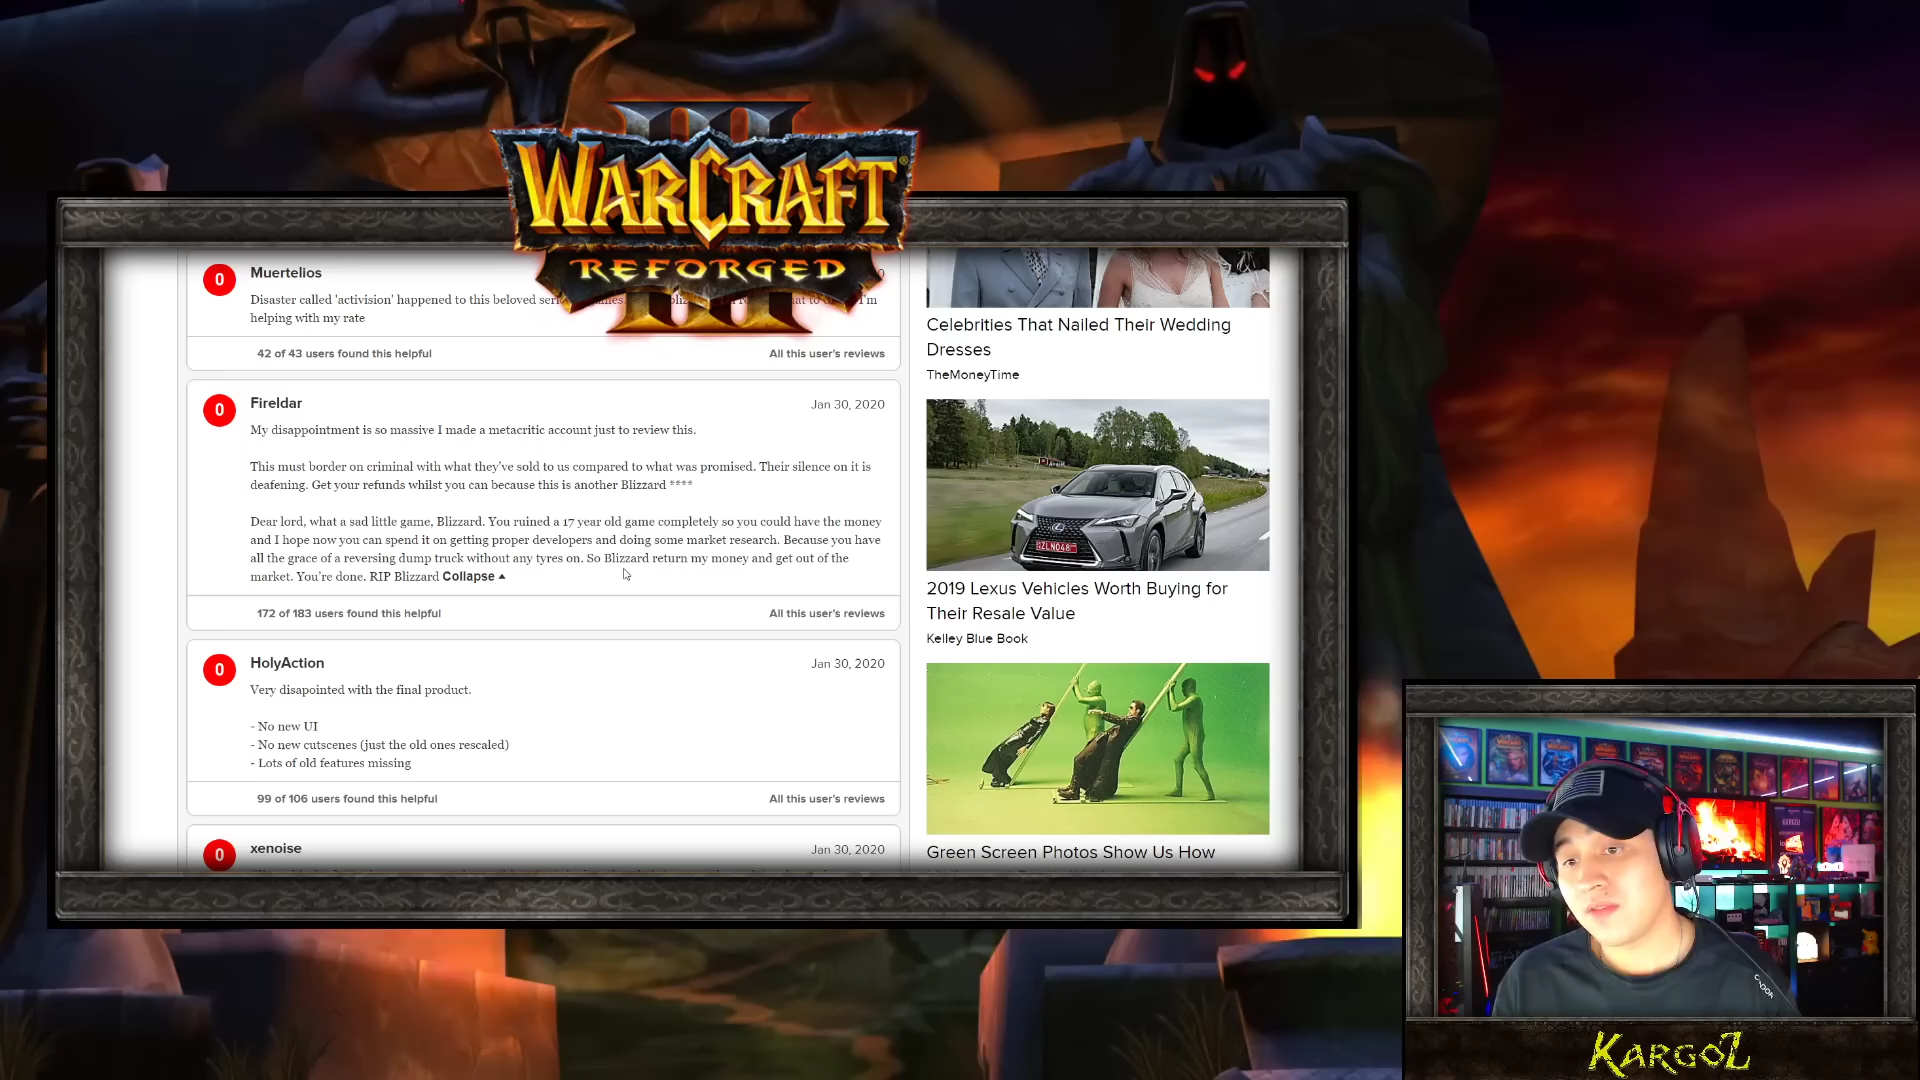 III
WARCRAFT®
REFORGED
0
Muertelios
Disaster called 'activision' happened to this beloved
I'm
helping with my rate
42 of 43 users found this helpful
All this user's reviews
0
Fireldar
Jan 30, 2020
My disappointment is so massive I made a metacritic account just to review this.
This must border on criminal with what they've sold to us compared to what was promised. Their silence on it is
deafening. Get your refunds whilst you can because this is another Blizzard ****
Dear lord, what a sad little game, Blizzard. You ruined a 17 year old game completely so you could have the money
and I hope now you can spend it on getting proper developers and doing some market research. Because you have
all the grace of a reversing dump truck without any tyres on. So Blizzard return my money and get out of the
market. You're done. RIP Blizzard Collapse
172 of 183 users found this helpful
All this user's reviews
0
HolyAction
Jan 30, 2020
Very disapointed with the final product.
- No new UI
- No new cutscenes (just the old ones rescaled)
- Lots of old features missing
99 of 106 users found this helpful
All this user's reviews
0
xenoise
Jan 30, 2020
Celebrities That Nailed Their Wedding
Dresses
TheMoneyTime
ZLN048
2019 Lexus Vehicles Worth Buying for
Their Resale Value
Kelley Blue Book
Green Screen Photos Show Us How
KARGOZ